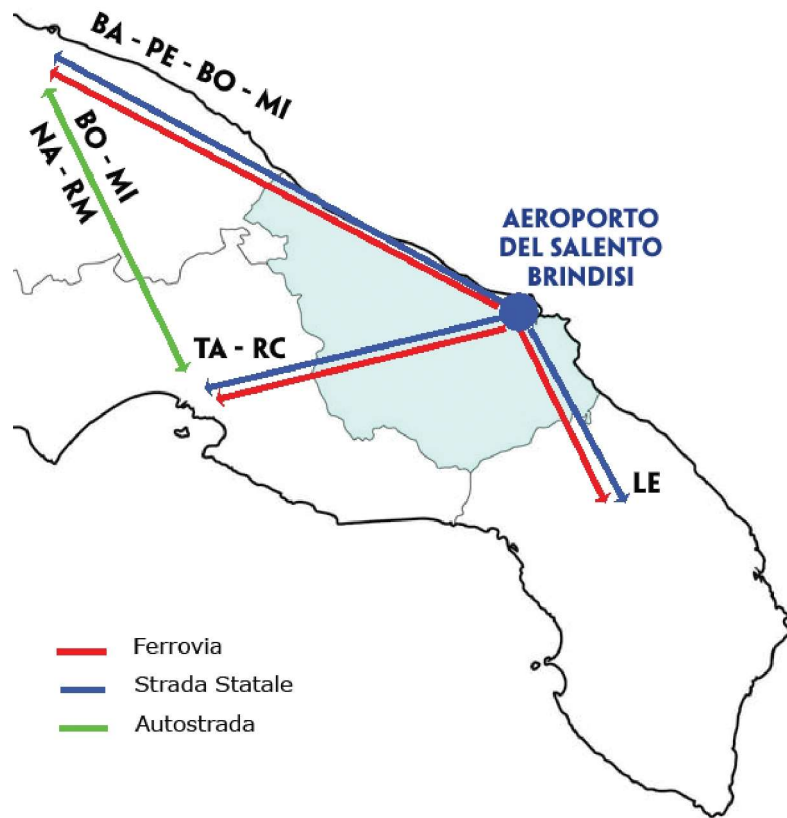 BA - PE - BO - MI
BO - MI
NA - RM
AEROPORTO
DEL SALENTO
BRINDISI
TA - RC
LE
Ferrovia
Strada Statale
Autostrada